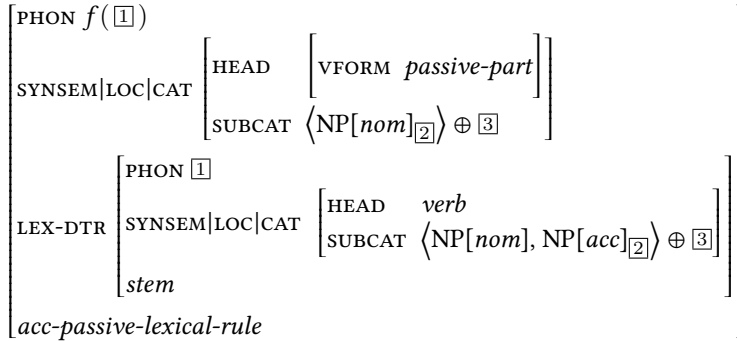 PHON f( 1 )
SYNSEM|LOC|CAT [HEAD [VFORM passive-part]
SUBCAT ⟨NP[nom] 2 ⟩ ⊕ 3 ]
LEX-DTR [PHON 1
SYNSEM|LOC|CAT [HEAD verb
SUBCAT ⟨NP[nom], NP[acc] 2 ⟩ ⊕ 3 ]
stem]
acc-passive-lexical-rule